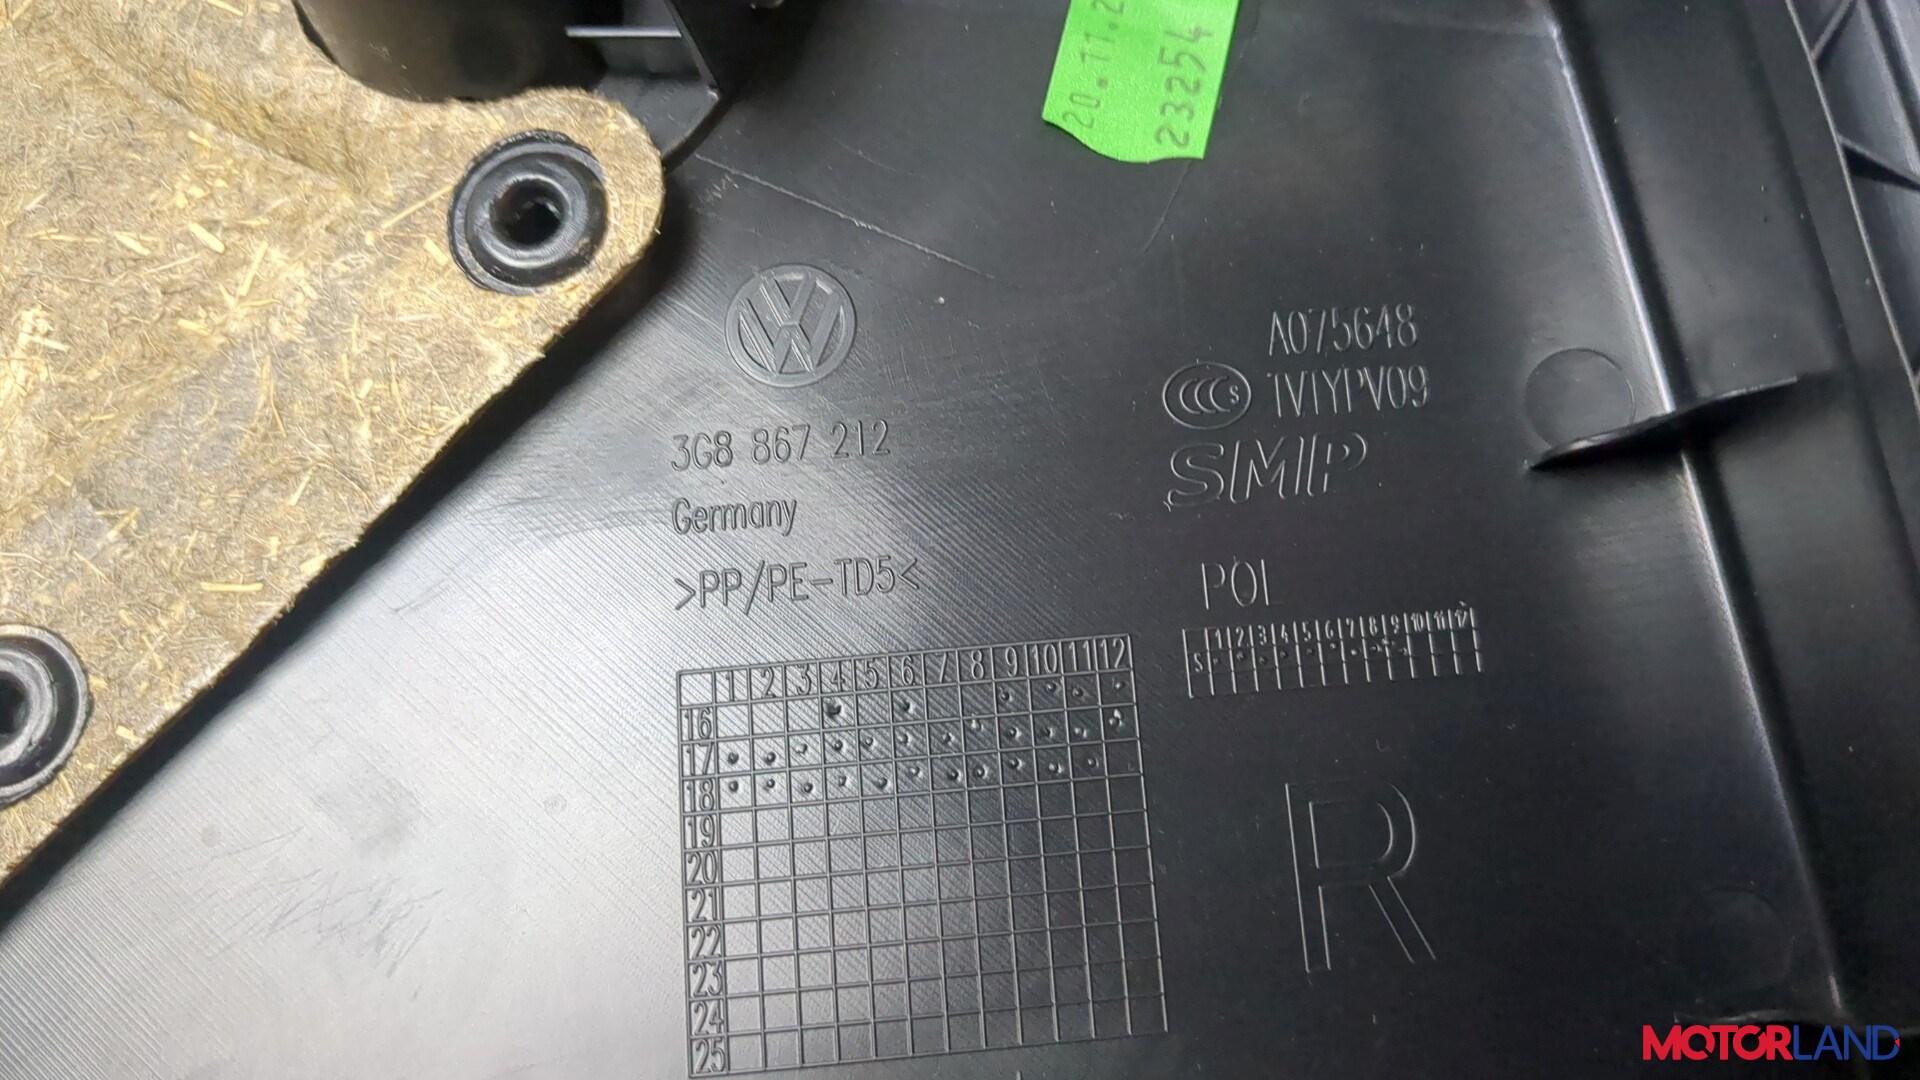 20.11.2
23254
3G8 867 212
Germany
>PP/PE-TD5<
A075648
CCC S 1V1YPV09
SMP
POL
1 2 3 4 5 6 7 8 9 10 11 12
S
1 2 3 4 5 6 7 8 9 10 11 12
16
17
18
19
20
21
22
23
24
25
R
MOTORLAND